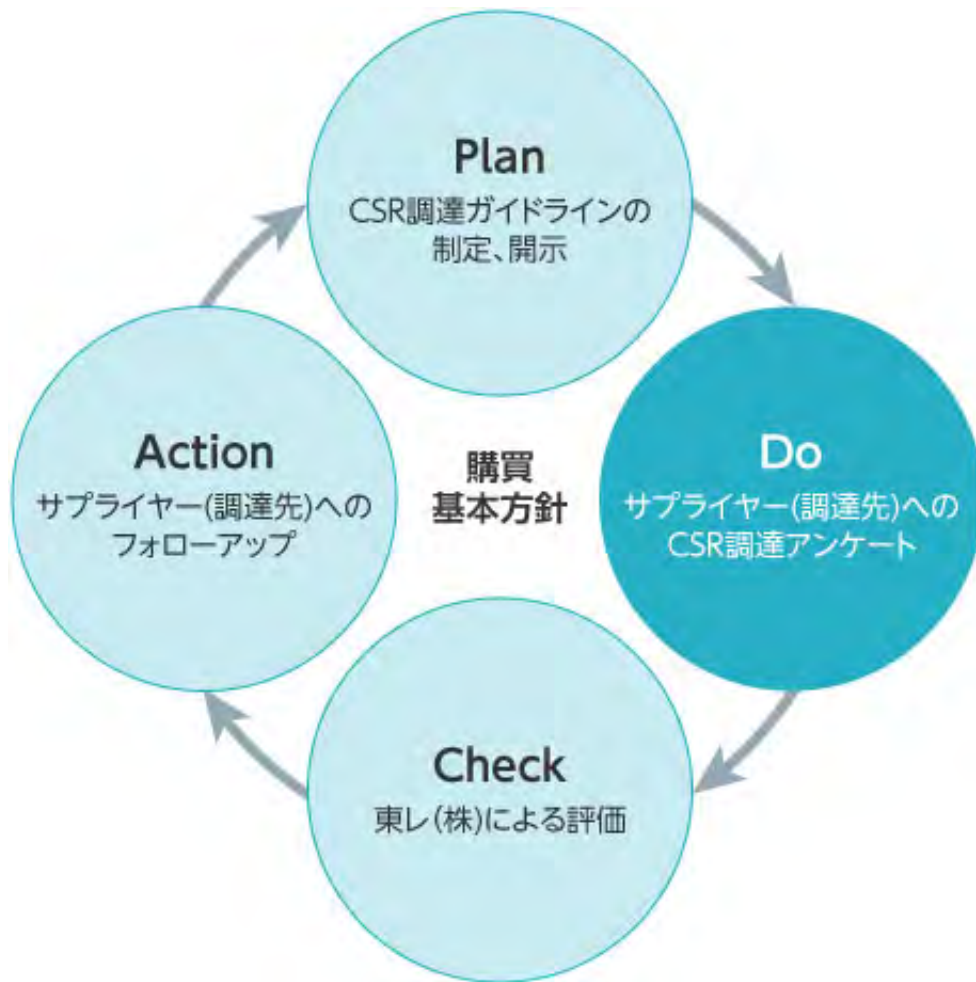 Plan
CSR調達ガイドラインの
制定、開示
Action
サプライヤー(調達先)への
フォローアップ
購買
基本方針
Do
サプライヤー(調達先)への
CSR調達アンケート
Check
東レ(株)による評価